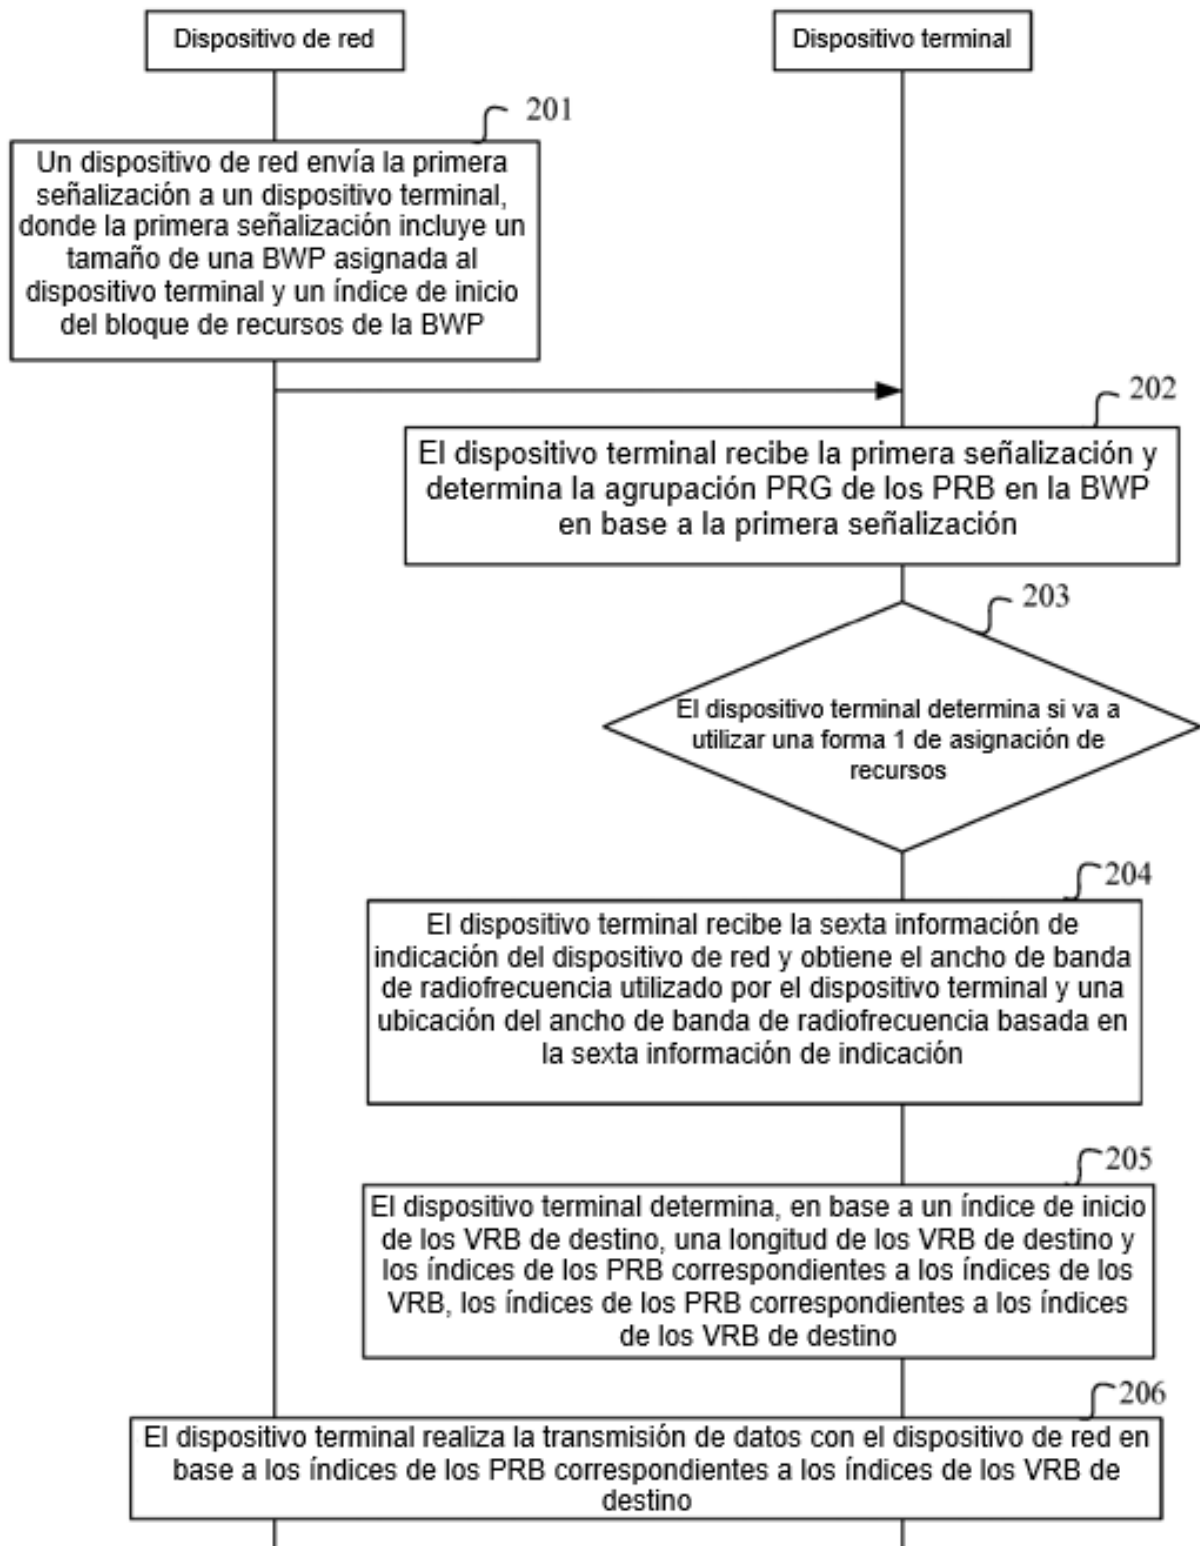 Dispositivo de red
Dispositivo terminal
201
Un dispositivo de red envía la primera
señalización a un dispositivo terminal,
donde la primera señalización incluye un
tamaño de una BWP asignada al
dispositivo terminal y un índice de inicio
del bloque de recursos de la BWP
202
El dispositivo terminal recibe la primera señalización y
determina la agrupación PRG de los PRB en la BWP
en base a la primera señalización
203
El dispositivo terminal determina si va a
utilizar una forma 1 de asignación de
recursos
204
El dispositivo terminal recibe la sexta información de
indicación del dispositivo de red y obtiene el ancho de banda
de radiofrecuencia utilizado por el dispositivo terminal y una
ubicación del ancho de banda de radiofrecuencia basada en
la sexta información de indicación
205
El dispositivo terminal determina, en base a un índice de inicio
de los VRB de destino, una longitud de los VRB de destino y
los índices de los PRB correspondientes a los índices de los
VRB, los índices de los PRB correspondientes a los índices
de los VRB de destino
206
El dispositivo terminal realiza la transmisión de datos con el dispositivo de red en
base a los índices de los PRB correspondientes a los índices de los VRB de
destino